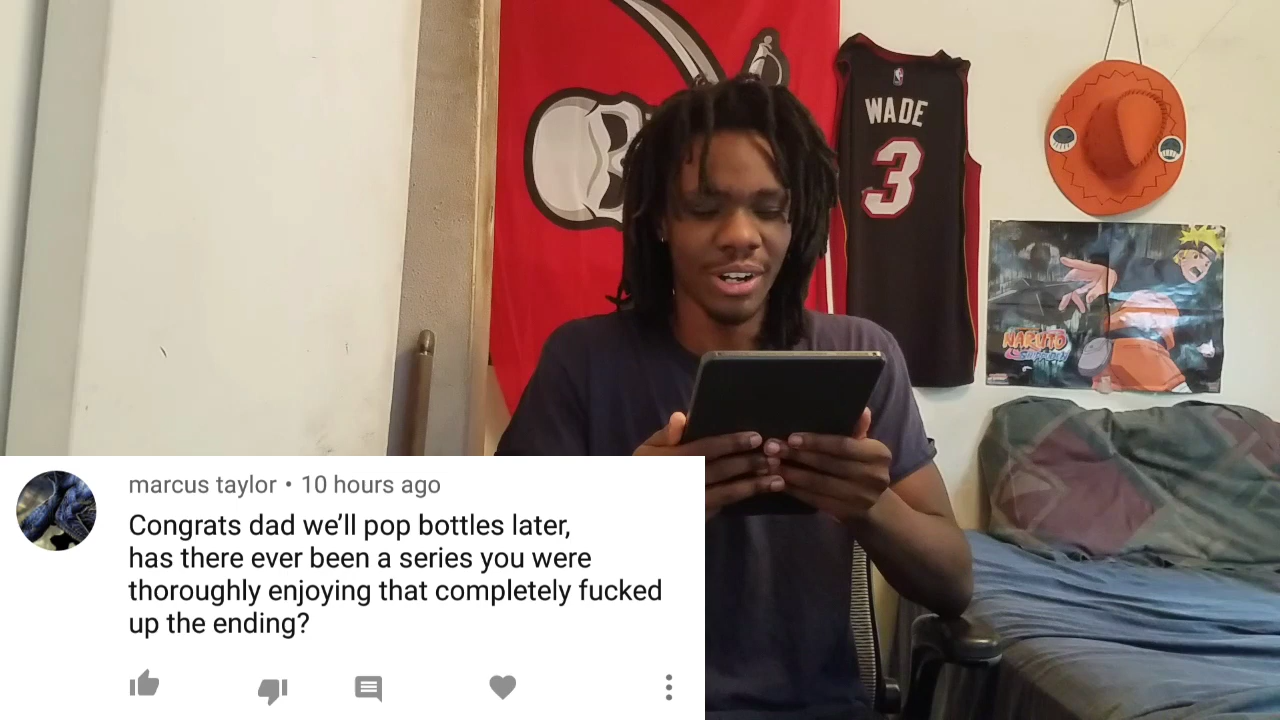 WADE
3
NARUTO
marcus taylor • 10 hours ago
Congrats dad we’ll pop bottles later,
has there ever been a series you were
thoroughly enjoying that completely fucked
up the ending?